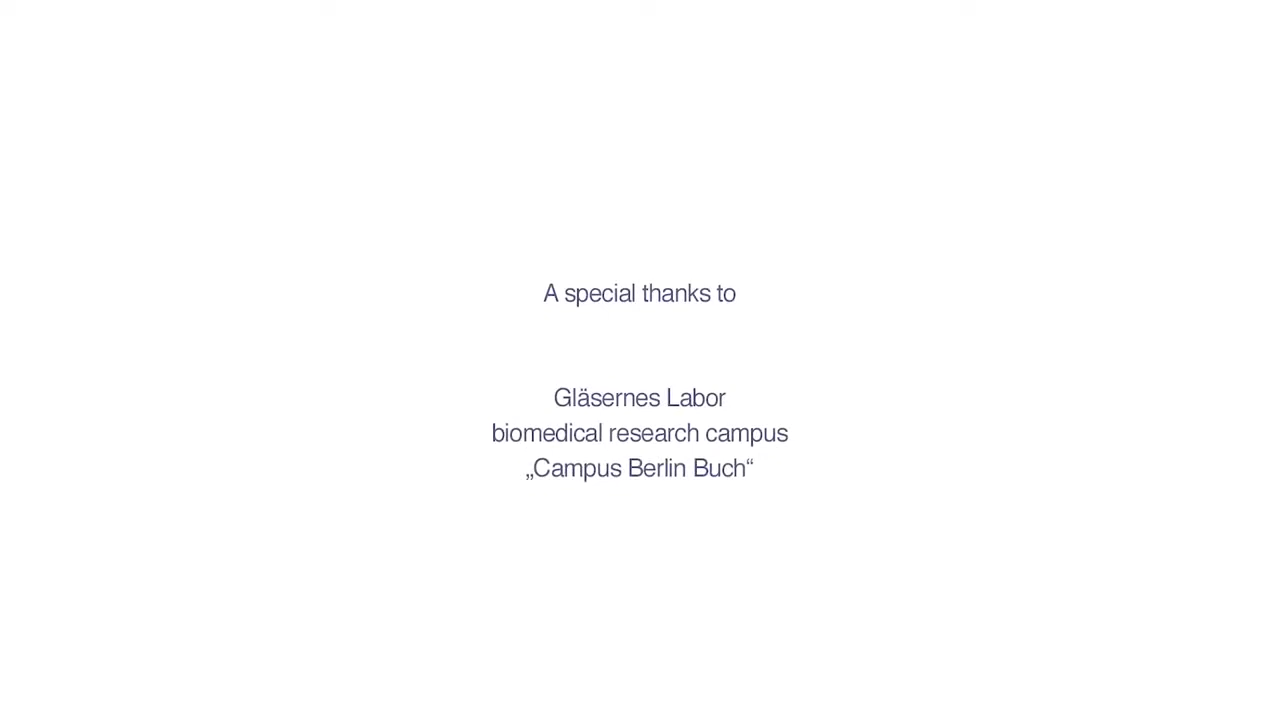 A special thanks to
Gläsernes Labor
biomedical research campus
„Campus Berlin Buch“